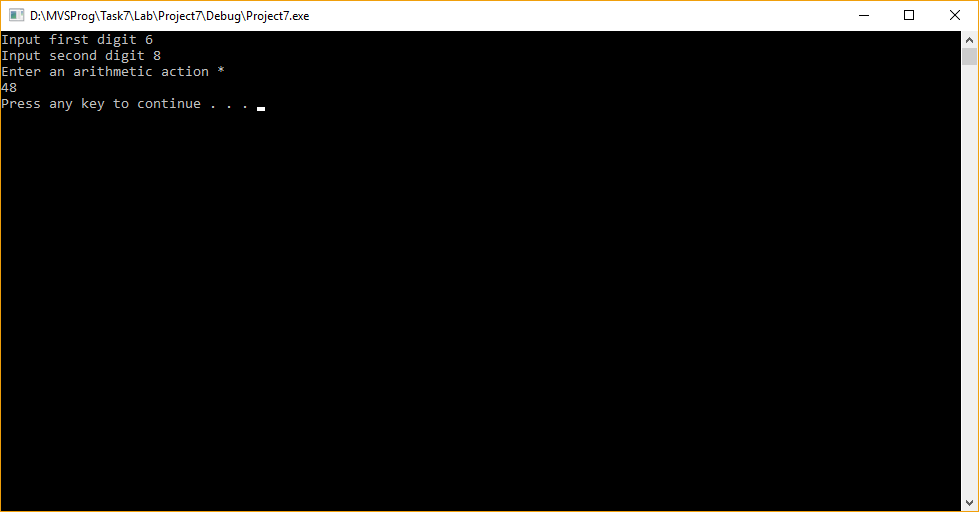 D:\MVSProg\Task7\Lab\Project7\Debug\Project7.exe
Input first digit 6
Input second digit 8
Enter an arithmetic action *
48
Press any key to continue . . .